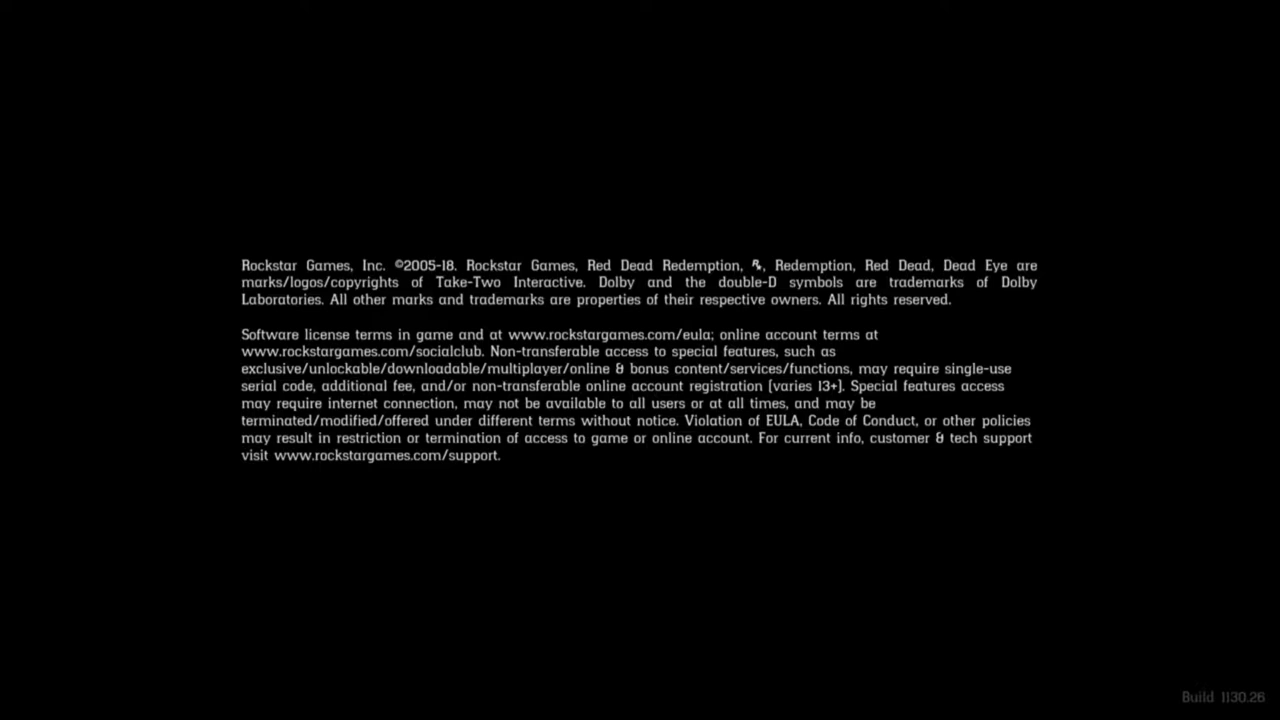 Rockstar Games, Inc. ©2005-18. Rockstar Games, Red Dead Redemption, R*, Redemption, Red Dead, Dead Eye are
marks/logos/copyrights of Take-Two Interactive. Dolby and the double-D symbols are trademarks of Dolby
Laboratories. All other marks and trademarks are properties of their respective owners. All rights reserved.
Software license terms in game and at www.rockstargames.com/eula; online account terms at
www.rockstargames.com/socialclub. Non-transferable access to special features, such as
exclusive/unlockable/downloadable/multiplayer/online & bonus content/services/functions, may require single-use
serial code, additional fee, and/or non-transferable online account registration [varies 13+]. Special features access
may require internet connection, may not be available to all users or at all times, and may be
terminated/modified/offered under different terms without notice. Violation of EULA, Code of Conduct, or other policies
may result in restriction or termination of access to game or online account. For current info, customer & tech support
visit www.rockstargames.com/support.
Build 1130.26